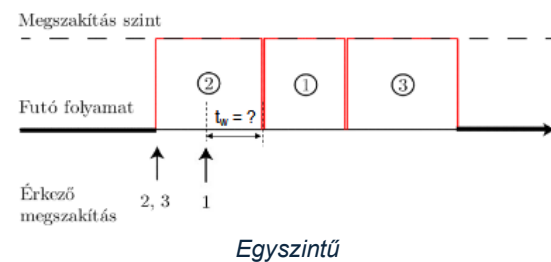 Megszakítás szint
② ① ③
Futó folyamat
t_w = ?
Érkező
megszakítás
2, 3
1
Egyszintű